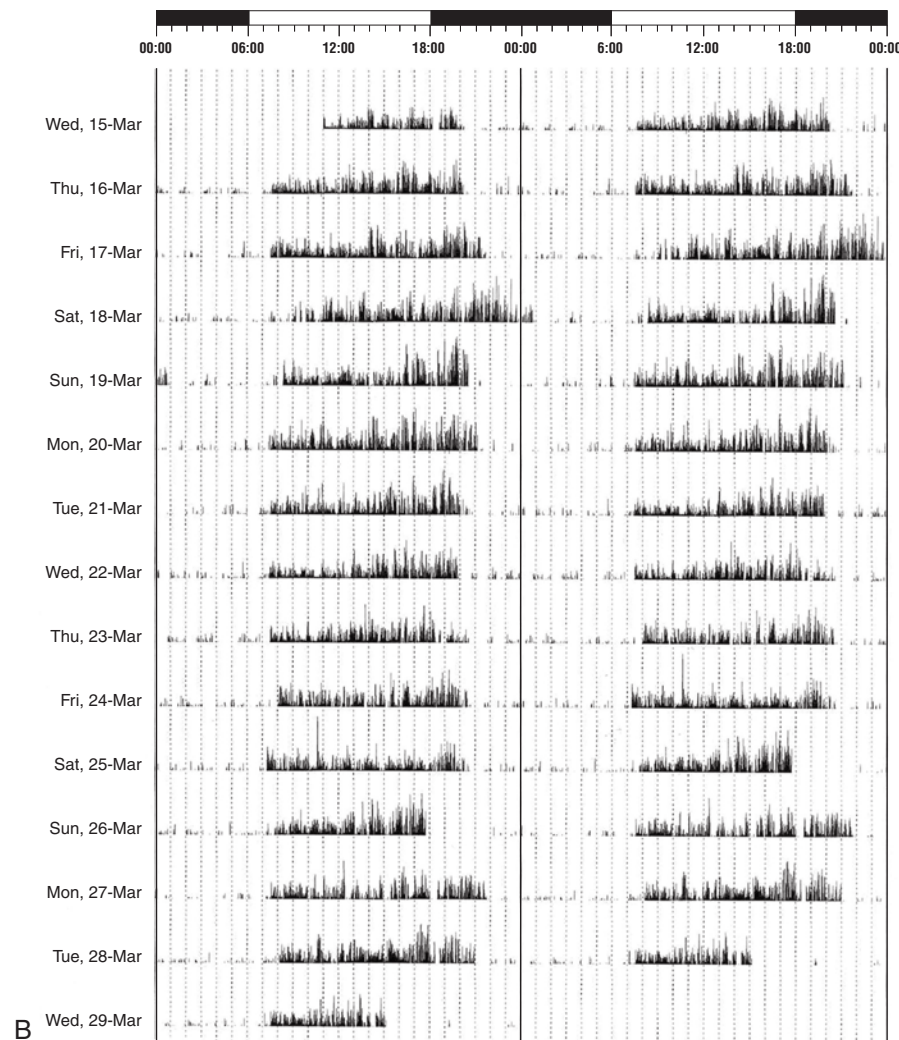 00:00 06:00 12:00 18:00 00:00 6:00 12:00 18:00 00:00
Wed, 15-Mar
Thu, 16-Mar
Fri, 17-Mar
Sat, 18-Mar
Sun, 19-Mar
Mon, 20-Mar
Tue, 21-Mar
Wed, 22-Mar
Thu, 23-Mar
Fri, 24-Mar
Sat, 25-Mar
Sun, 26-Mar
Mon, 27-Mar
Tue, 28-Mar
Wed, 29-Mar
B